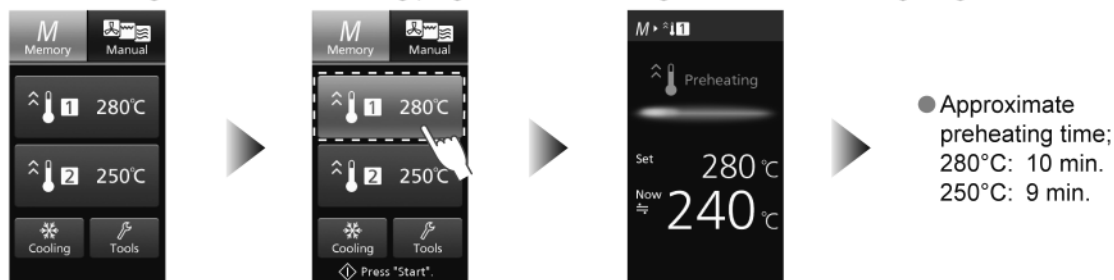 M
Memory
Manual
1 280℃
2 250℃
Cooling
Tools
M
Memory
Manual
1 280℃
2 250℃
Cooling
Tools
Press "Start".
M 1
Preheating
Set 280℃
Now 240℃
Approximate
preheating time;
280°C: 10 min.
250°C: 9 min.